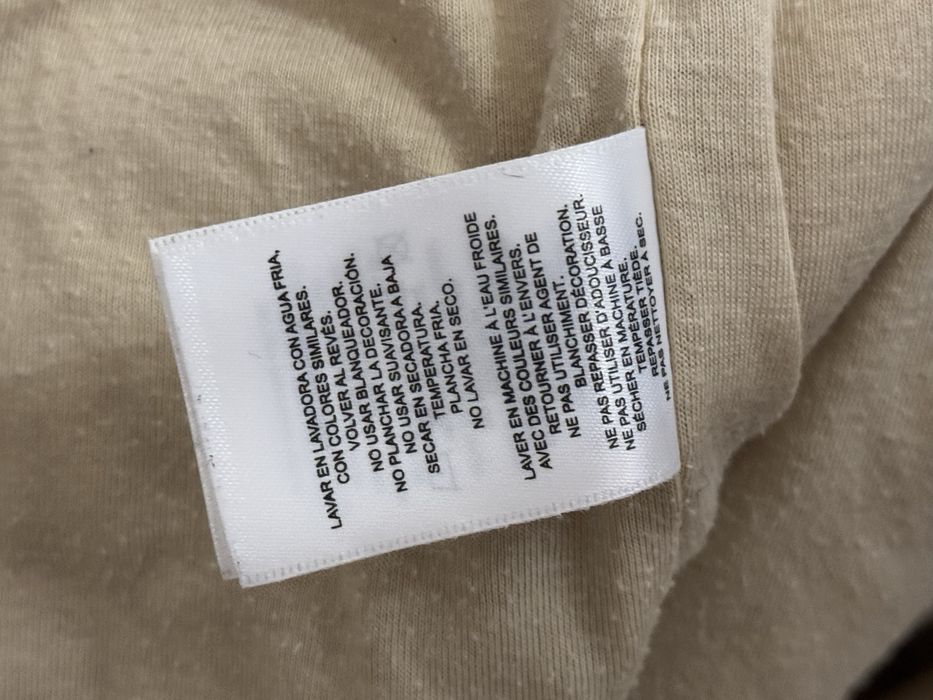 LAVAR EN LAVADORA CON AGUA FRIA,
CON COLORES SIMILARES.
VOLVER AL REVÉS.
NO USAR BLANQUEADOR.
NO PLANCHAR LA DECORACIÓN.
NO USAR SUAVISANTE.
NO USAR SECADORA A BAJA
SECAR EN SECADORA.
TEMPERATURA.
PLANCHA FRIA.
NO LAVAR EN SECO.
LAVER EN MACHINE À L'EAU FROIDE
AVEC DES COULEURS SIMILAIRES.
RETOURNER À L'ENVERS.
NE PAS UTILISER AGENT DE
BLANCHIMENT.
NE PAS REPASSER DÉCORATION.
NE PAS UTILISER D'ADOUCISSEUR.
SÉCHER EN MACHINE À BASSE
TEMPÉRATURE.
REPASSER TIÈDE.
NE PAS NETTOYER À SEC.